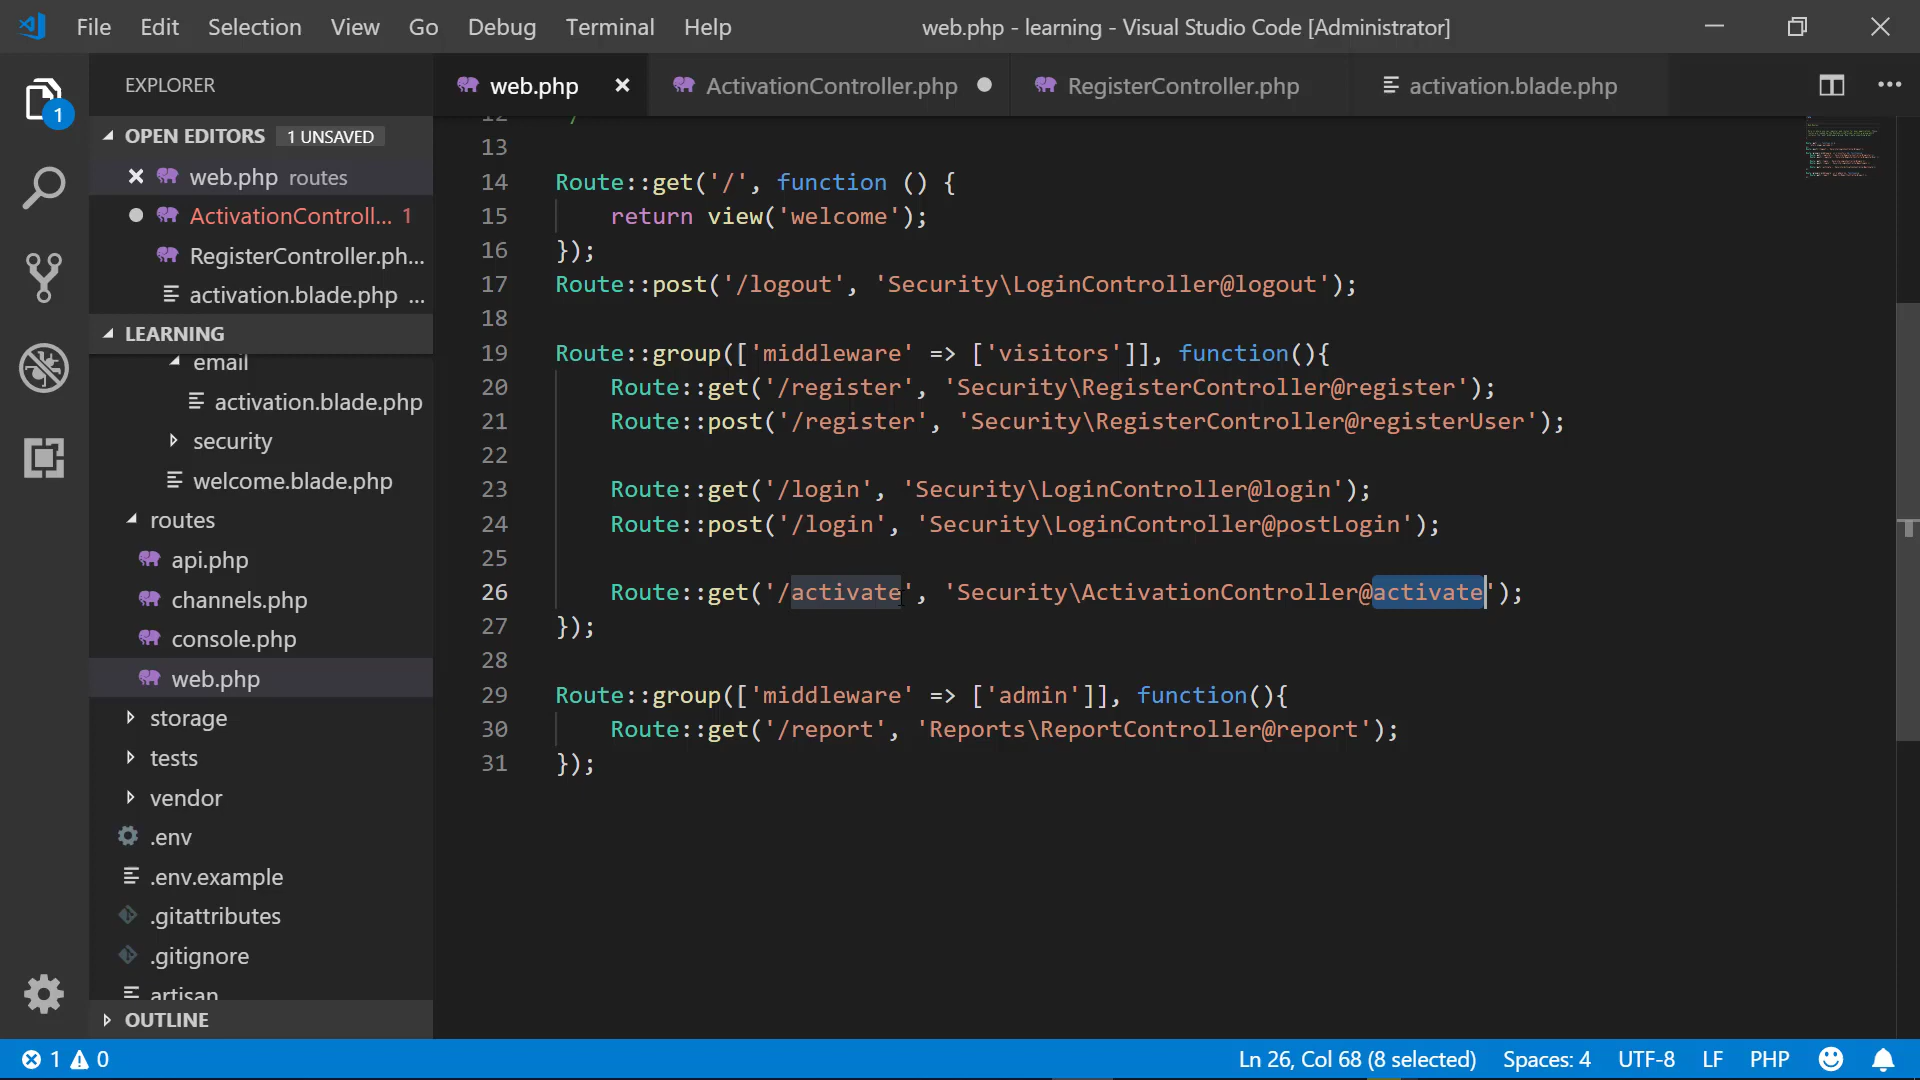 File Edit Selection View Go Debug Terminal Help
web.php - learning - Visual Studio Code [Administrator]
EXPLORER
web.php ActivationController.php RegisterController.php activation.blade.php
1
OPEN EDITORS 1 UNSAVED
web.php routes
ActivationControll... 1
RegisterController.ph...
activation.blade.php ...
LEARNING
email
activation.blade.php
security
welcome.blade.php
routes
api.php
channels.php
console.php
web.php
storage
tests
vendor
.env
.env.example
.gitattributes
.gitignore
artisan
OUTLINE
12
13
14 Route::get('/', function () {
15 return view('welcome');
16 });
17 Route::post('/logout', 'Security\LoginController@logout');
18
19 Route::group(['middleware' => ['visitors']], function(){
20 Route::get('/register', 'Security\RegisterController@register');
21 Route::post('/register', 'Security\RegisterController@registerUser');
22
23 Route::get('/login', 'Security\LoginController@login');
24 Route::post('/login', 'Security\LoginController@postLogin');
25
26 Route::get('/activate', 'Security\ActivationController@activate');
27 });
28
29 Route::group(['middleware' => ['admin']], function(){
30 Route::get('/report', 'Reports\ReportController@report');
31 });
1 0
Ln 26, Col 68 (8 selected) Spaces: 4 UTF-8 LF PHP